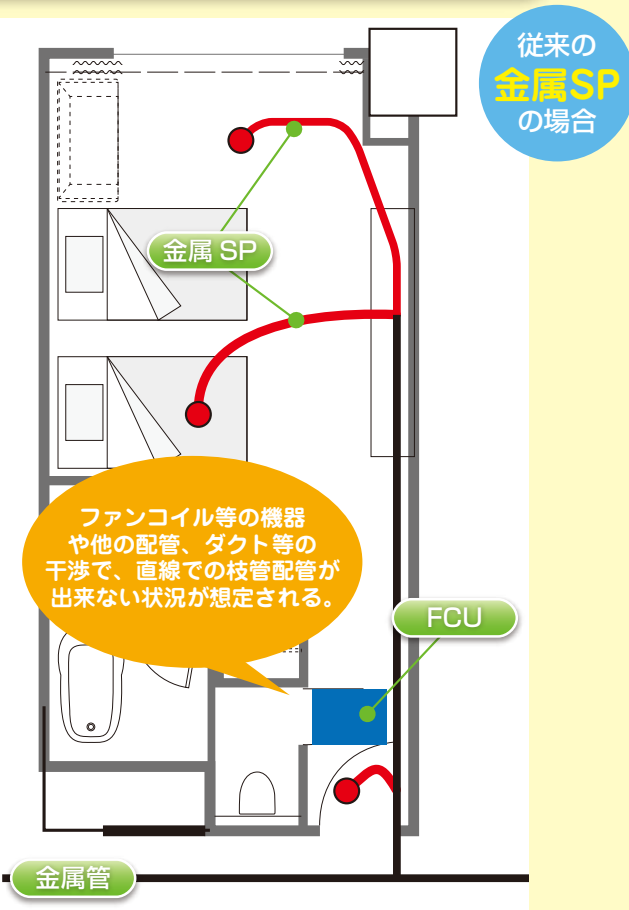 従来の
金属SP
の場合
金属 SP
ファンコイル等の機器
や他の配管、ダクト等の
干渉で、直線での枝管配管が
出来ない状況が想定される。
FCU
金属管